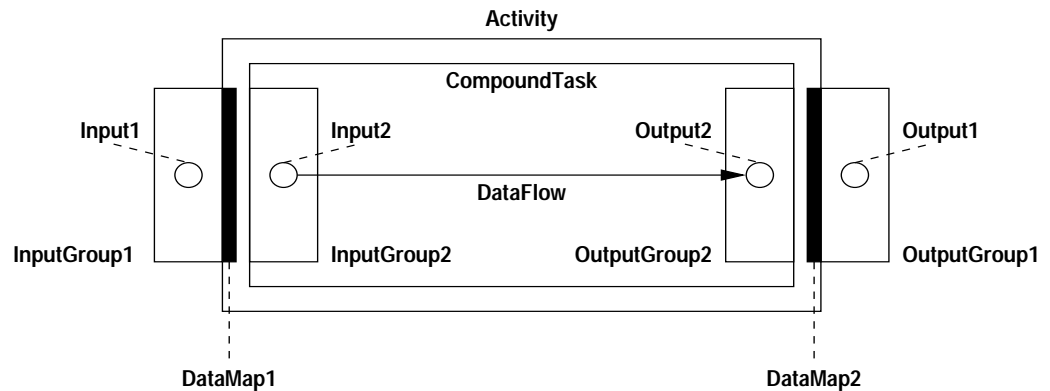 Activity
CompoundTask
Input1
Input2
Output2
Output1
DataFlow
InputGroup1
InputGroup2
OutputGroup2
OutputGroup1
DataMap1
DataMap2